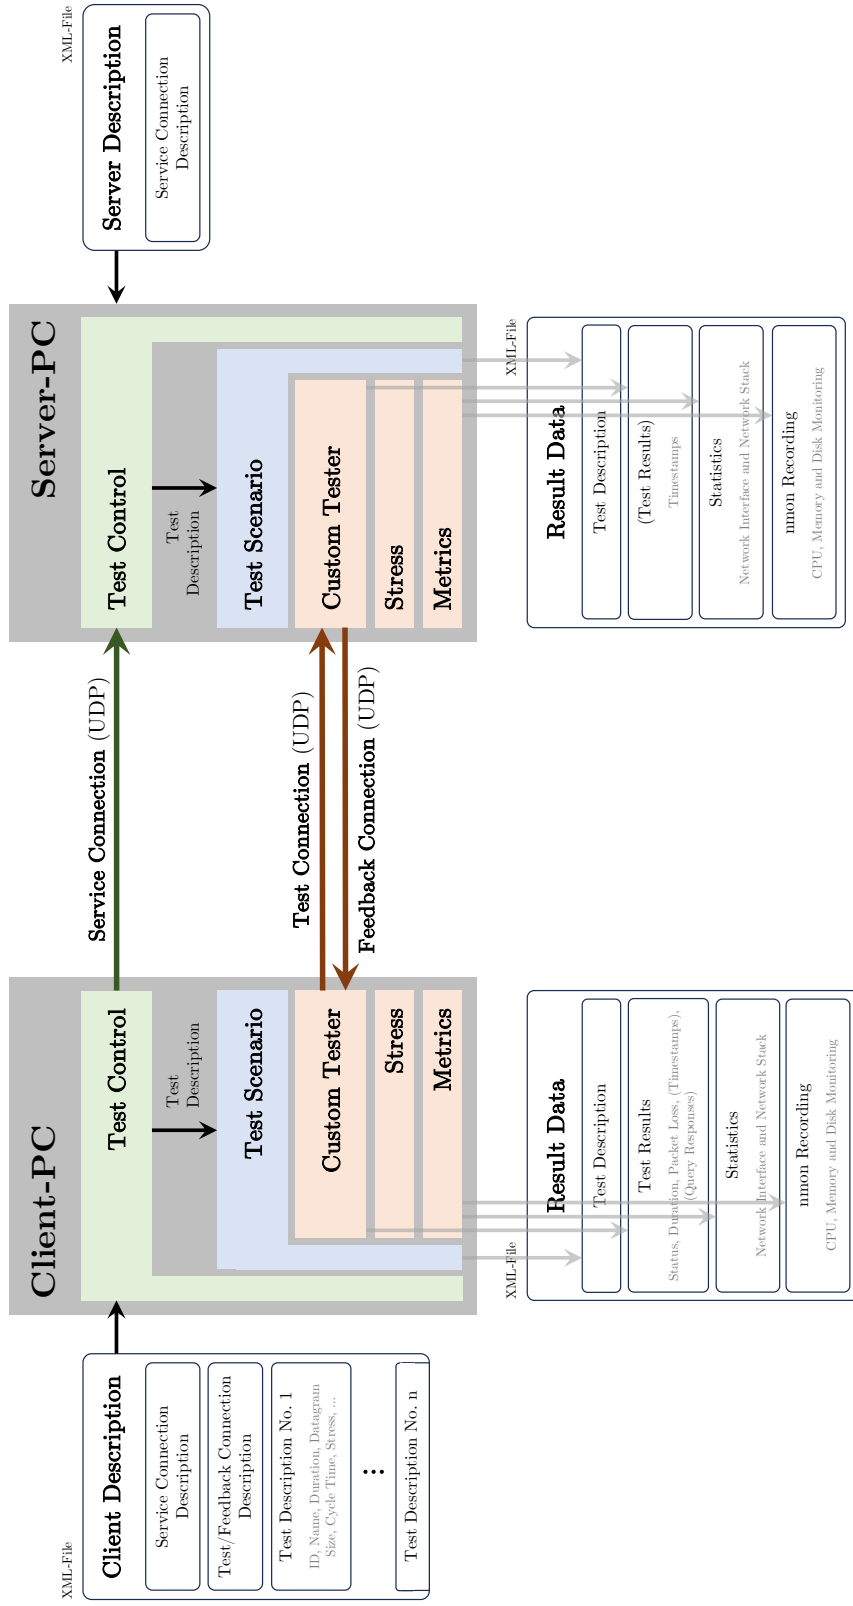 XML-File
Client Description
Service Connection
Description
Test/Feedback Connection
Description
Test Description No. 1
ID, Name, Duration, Datagram
Size, Cycle Time, Stress, ...
⋮
Test Description No. n
Client-PC
Test Control
Test
Description
Test Scenario
Custom Tester
Stress
Metrics
XML-File
Result Data
Test Description
Test Results
Status, Duration, Packet Loss, (Timestamps),
(Query Responses)
Statistics
Network Interface and Network Stack
nmon Recording
CPU, Memory and Disk Monitoring
Service Connection (UDP)
Test Connection (UDP)
Feedback Connection (UDP)
Server-PC
Test Control
Test
Description
Test Scenario
Custom Tester
Stress
Metrics
XML-File
Result Data
Test Description
(Test Results)
Timestamps
Statistics
Network Interface and Network Stack
nmon Recording
CPU, Memory and Disk Monitoring
XML-File
Server Description
Service Connection
Description